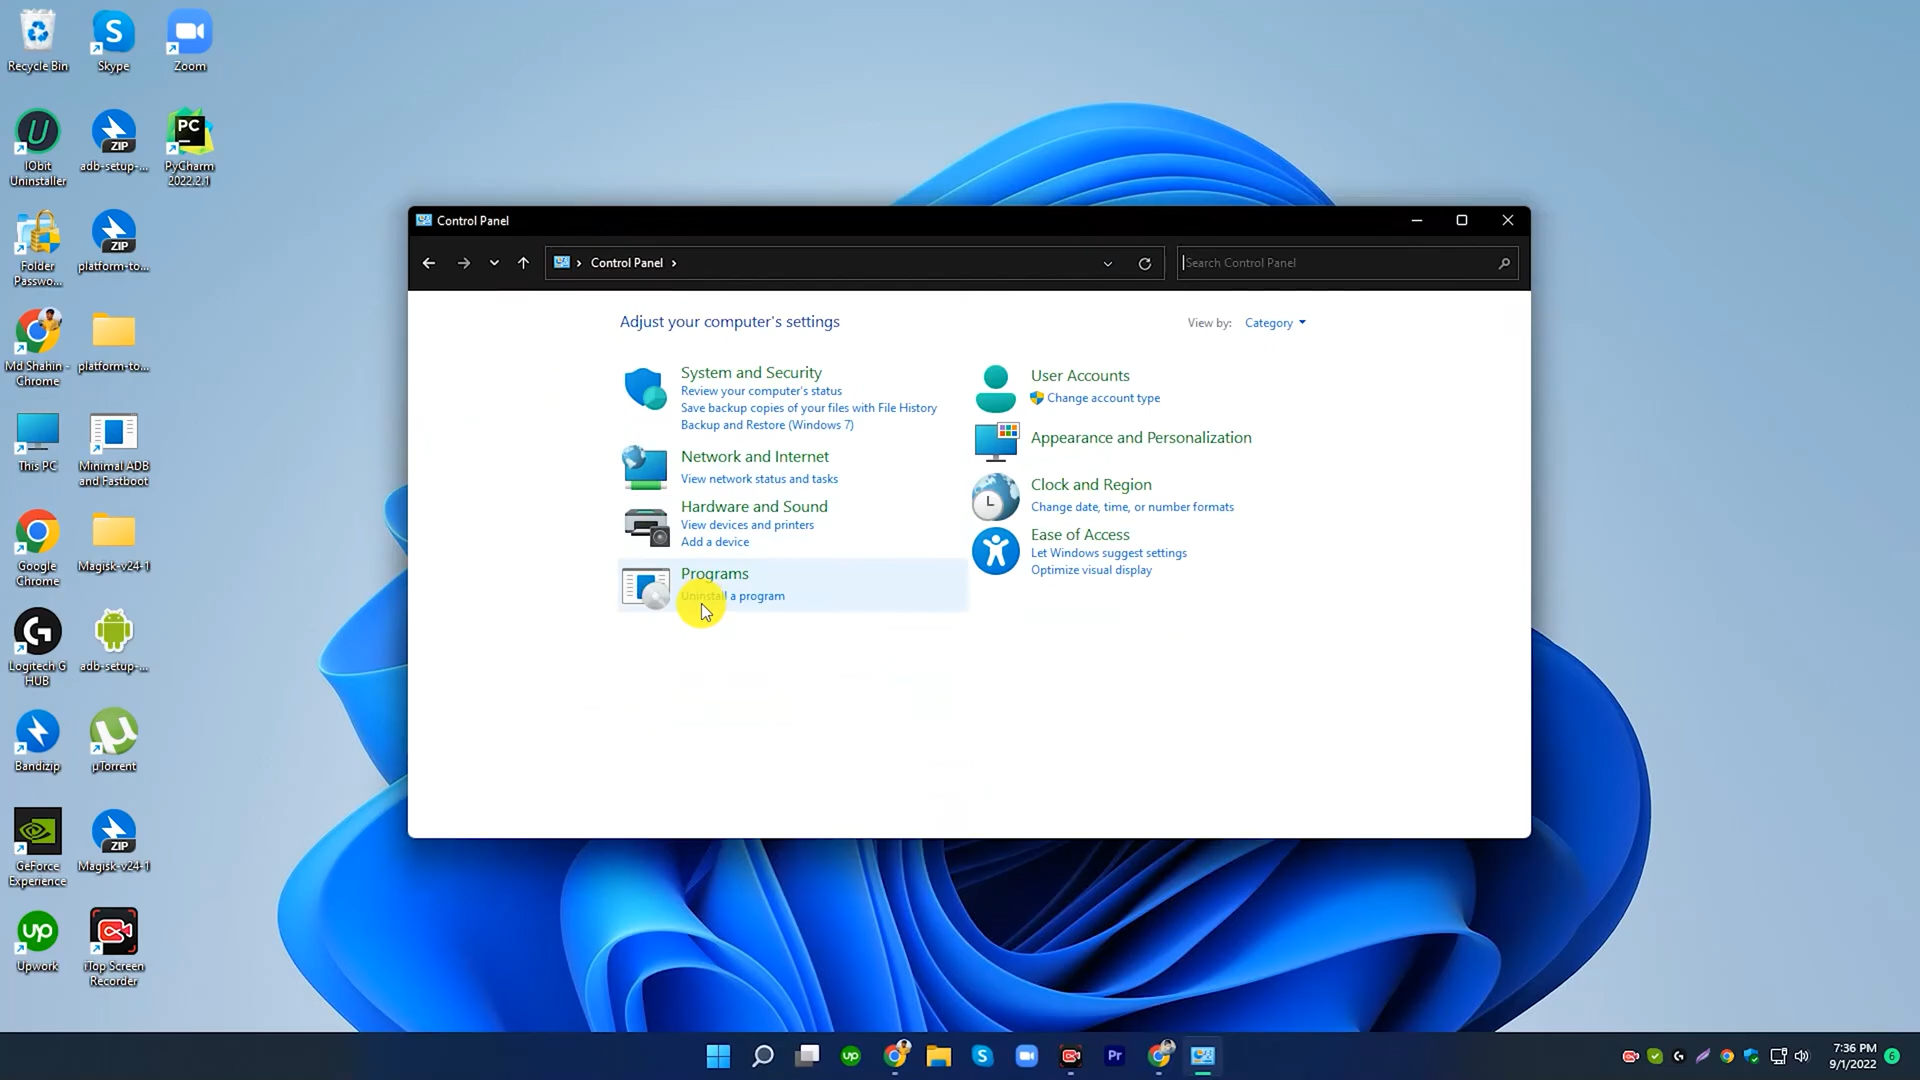 Recycle Bin
Skype
Zoom
IObit
Uninstaller
adb-setup-...
PC
PyCharm
2022.2.1
Folder
Passwo...
ZIP
platform-to...
Md Shahin -
Chrome
platform-to...
This PC
Minimal ADB
and Fastboot
Google
Chrome
Magisk-v24-1
Logitech G
HUB
adb-setup-...
Bandizip
µTorrent
GeForce
Experience
ZIP
Magisk-v24-1
up
Upwork
iTop Screen
Recorder
Control Panel
Control Panel
Search Control Panel
Adjust your computer's settings
View by: Category
System and Security
Review your computer's status
Save backup copies of your files with File History
Backup and Restore (Windows 7)
Network and Internet
View network status and tasks
Hardware and Sound
View devices and printers
Add a device
Programs
Uninstall a program
User Accounts
Change account type
Appearance and Personalization
Clock and Region
Change date, time, or number formats
Ease of Access
Let Windows suggest settings
Optimize visual display
up
Pr
7:36 PM
9/1/2022
6